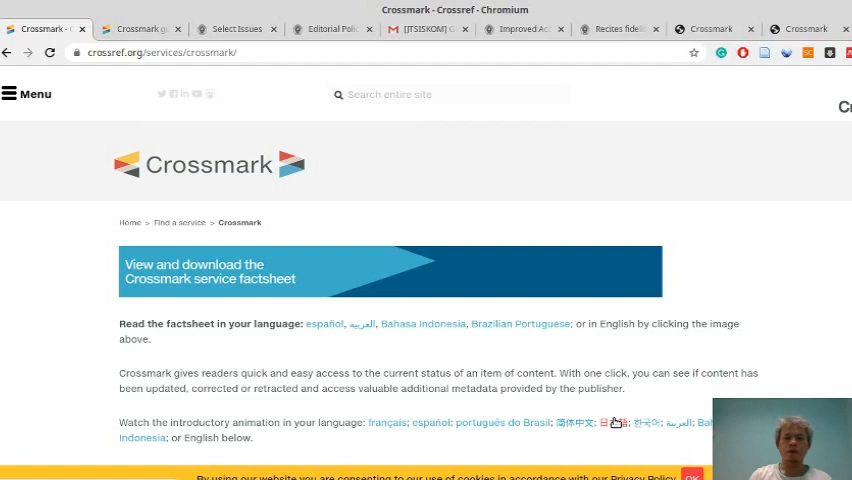 Crossmark - Crossref - Chromium
Crossmark - C
Crossmark g
Select Issues
Editorial Polic
[JTSISKOM] G
Improved Acc
Recites fidel
Crossmark
Crossmark
crossref.org/services/crossmark/
Menu
Search entire site
Cr
Crossmark
Home > Find a service > Crossmark
View and download the
Crossmark service factsheet
Read the factsheet in your language: español, العربية, Bahasa Indonesia, Brazilian Portuguese; or in English by clicking the image
above.
Crossmark gives readers quick and easy access to the current status of an item of content. With one click, you can see if content has
been updated, corrected or retracted and access valuable additional metadata provided by the publisher.
Watch the introductory animation in your language: français; español; português do Brasil; 简体中文; 日本語; 한국어; العربية; Bah
Indonesia; or English below.
By using our website you are consenting to our use of cookies in accordance with our Privacy Policy OK